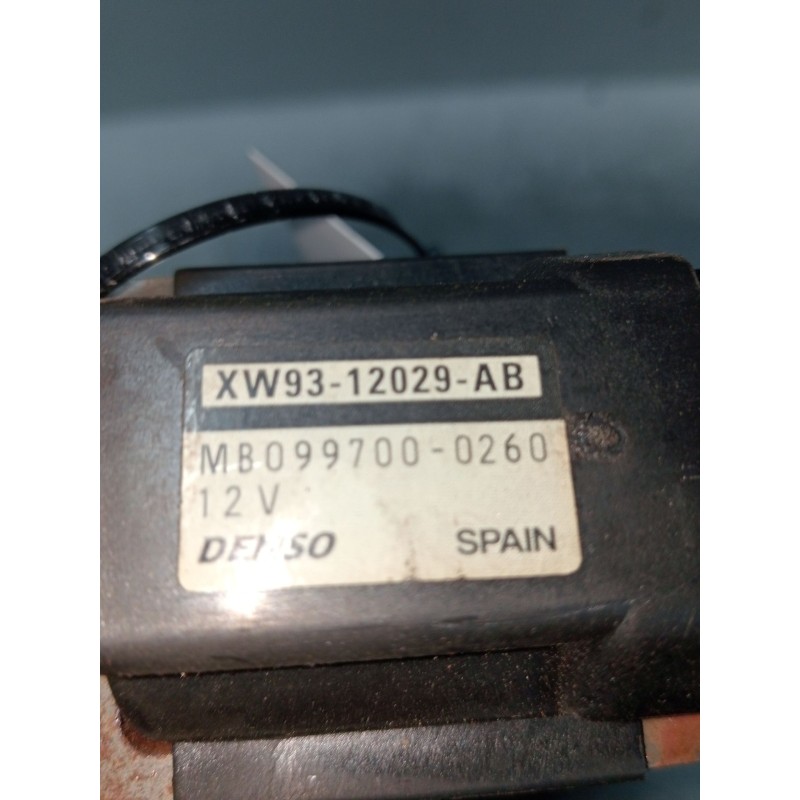 XW93-12029-AB
MB099700-0260
12V
DENSO SPAIN